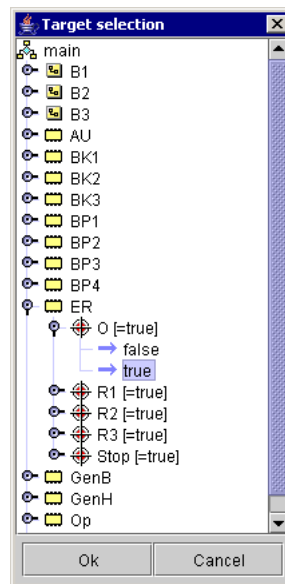 Target selection
main
B1
B2
B3
AU
BK1
BK2
BK3
BP1
BP2
BP3
BP4
ER
O [=true]
false
true
R1 [=true]
R2 [=true]
R3 [=true]
Stop [=true]
GenB
GenH
Op
Ok Cancel